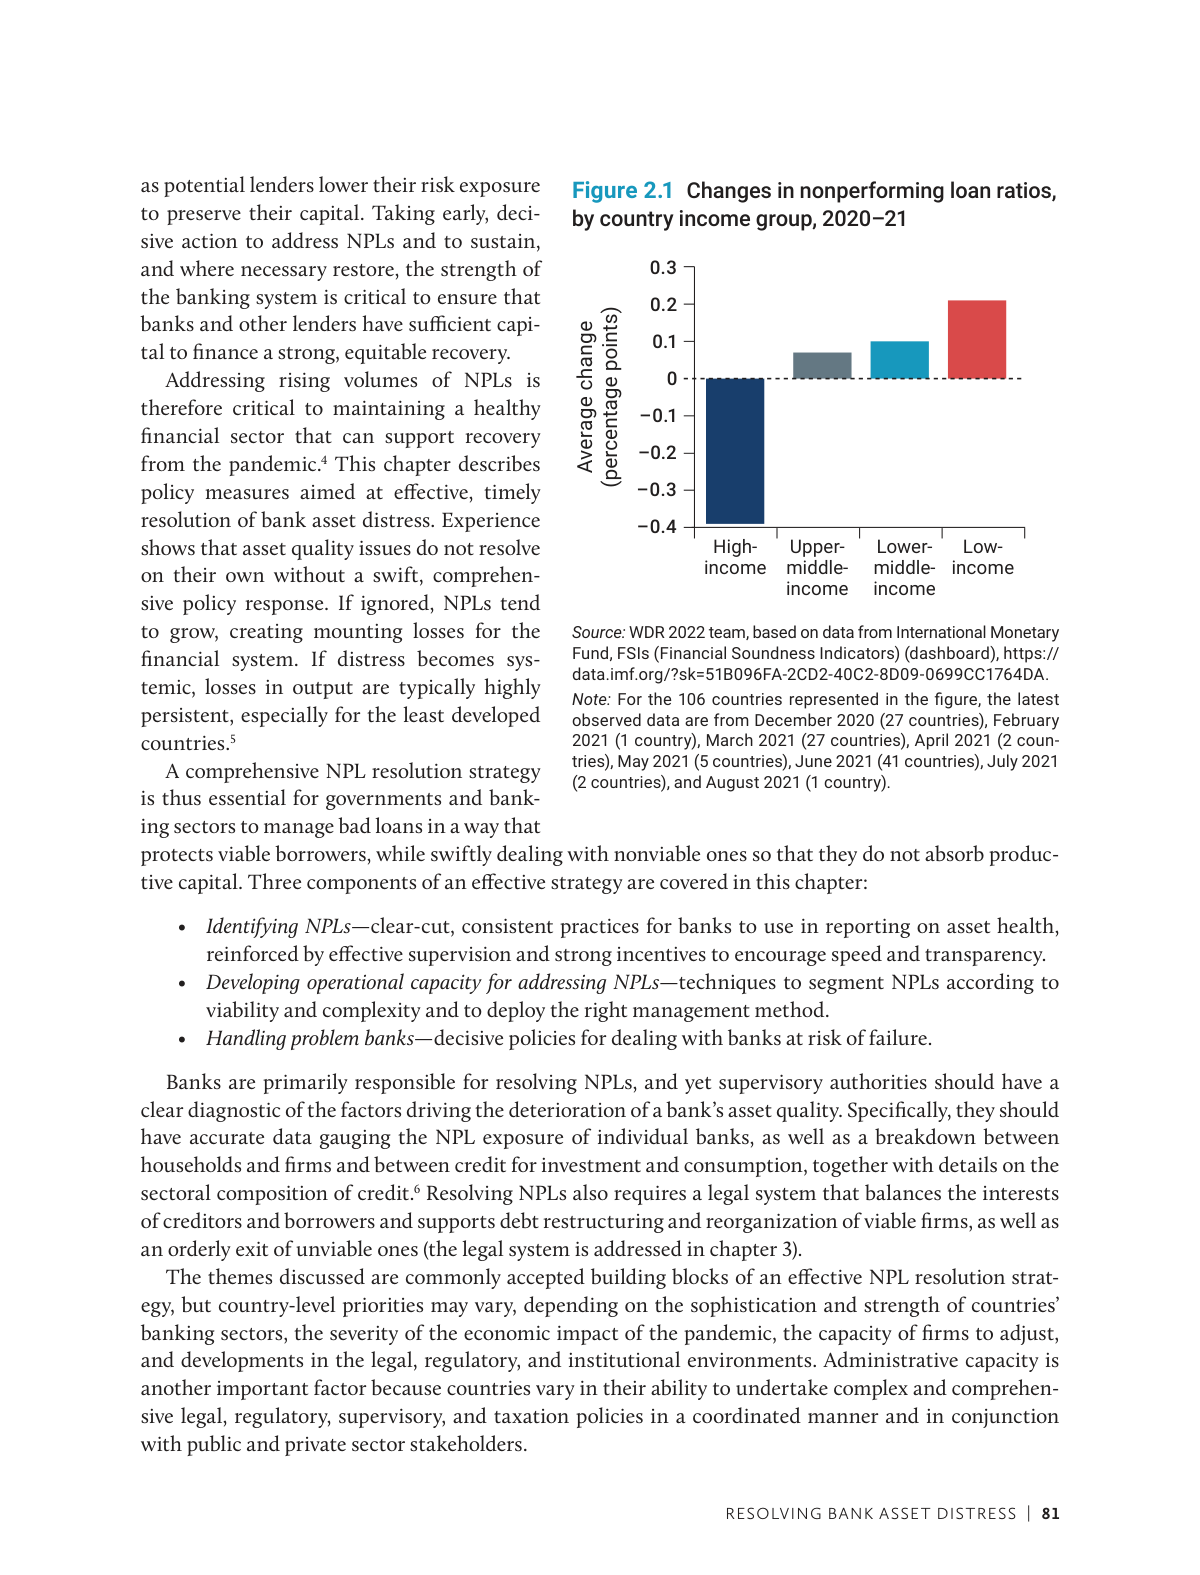 as potential lenders lower their risk exposure
to preserve their capital. Taking early, deci-
sive action to address NPLs and to sustain,
and where necessary restore, the strength of
the banking system is critical to ensure that
banks and other lenders have sufficient capi-
tal to finance a strong, equitable recovery.
Addressing rising volumes of NPLs is
therefore critical to maintaining a healthy
financial sector that can support recovery
from the pandemic.4 This chapter describes
policy measures aimed at effective, timely
resolution of bank asset distress. Experience
shows that asset quality issues do not resolve
on their own without a swift, comprehen-
sive policy response. If ignored, NPLs tend
to grow, creating mounting losses for the
financial system. If distress becomes sys-
temic, losses in output are typically highly
persistent, especially for the least developed
countries.5
A comprehensive NPL resolution strategy
is thus essential for governments and bank-
ing sectors to manage bad loans in a way that
Figure 2.1 Changes in nonperforming loan ratios,
by country income group, 2020–21
Average change
(percentage points)
0.3
0.2
0.1
0
−0.1
−0.2
−0.3
−0.4
High-
income
Upper-
middle-
income
Lower-
middle-
income
Low-
income
Source: WDR 2022 team, based on data from International Monetary
Fund, FSIs (Financial Soundness Indicators) (dashboard), https://
data.imf.org/?sk=51B096FA-2CD2-40C2-8D09-0699CC1764DA.
Note: For the 106 countries represented in the figure, the latest
observed data are from December 2020 (27 countries), February
2021 (1 country), March 2021 (27 countries), April 2021 (2 coun-
tries), May 2021 (5 countries), June 2021 (41 countries), July 2021
(2 countries), and August 2021 (1 country).
protects viable borrowers, while swiftly dealing with nonviable ones so that they do not absorb produc-
tive capital. Three components of an effective strategy are covered in this chapter:
• Identifying NPLs—clear-cut, consistent practices for banks to use in reporting on asset health,
reinforced by effective supervision and strong incentives to encourage speed and transparency.
• Developing operational capacity for addressing NPLs—techniques to segment NPLs according to
viability and complexity and to deploy the right management method.
• Handling problem banks—decisive policies for dealing with banks at risk of failure.
Banks are primarily responsible for resolving NPLs, and yet supervisory authorities should have a
clear diagnostic of the factors driving the deterioration of a bank's asset quality. Specifically, they should
have accurate data gauging the NPL exposure of individual banks, as well as a breakdown between
households and firms and between credit for investment and consumption, together with details on the
sectoral composition of credit.6 Resolving NPLs also requires a legal system that balances the interests
of creditors and borrowers and supports debt restructuring and reorganization of viable firms, as well as
an orderly exit of unviable ones (the legal system is addressed in chapter 3).
The themes discussed are commonly accepted building blocks of an effective NPL resolution strat-
egy, but country-level priorities may vary, depending on the sophistication and strength of countries'
banking sectors, the severity of the economic impact of the pandemic, the capacity of firms to adjust,
and developments in the legal, regulatory, and institutional environments. Administrative capacity is
another important factor because countries vary in their ability to undertake complex and comprehen-
sive legal, regulatory, supervisory, and taxation policies in a coordinated manner and in conjunction
with public and private sector stakeholders.
RESOLVING BANK ASSET DISTRESS | 81